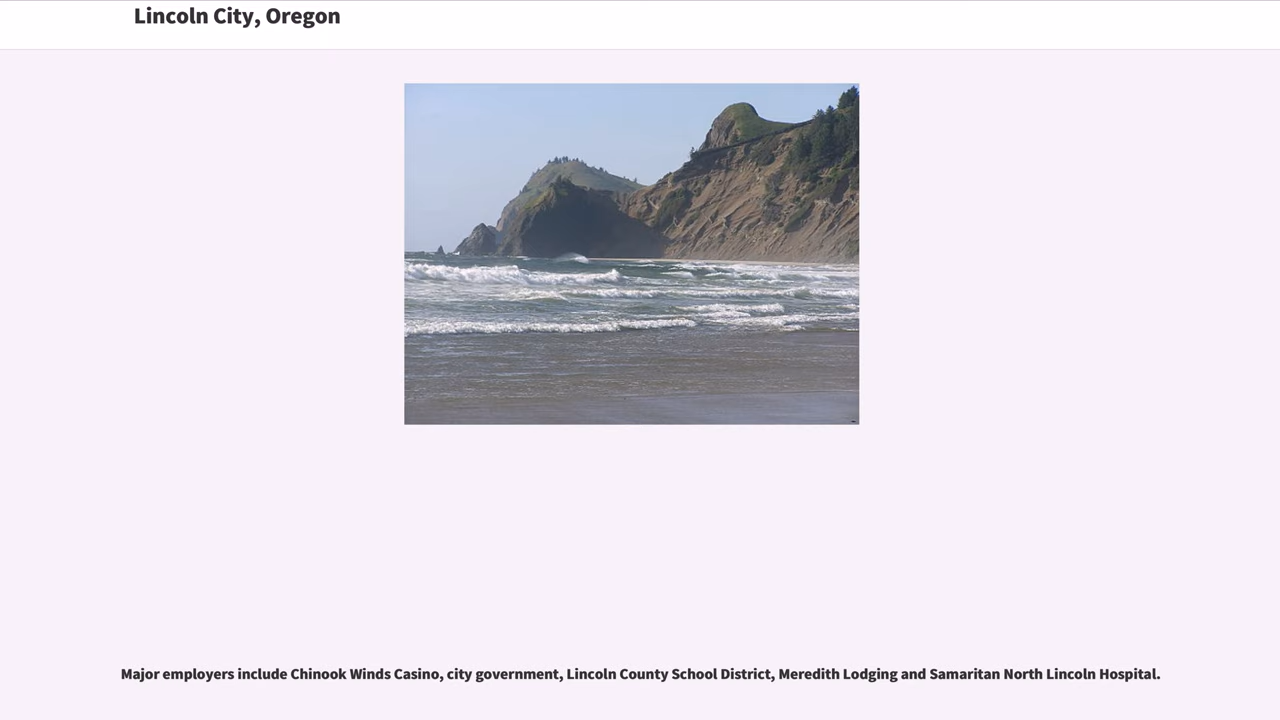 Lincoln City, Oregon
Major employers include Chinook Winds Casino, city government, Lincoln County School District, Meredith Lodging and Samaritan North Lincoln Hospital.